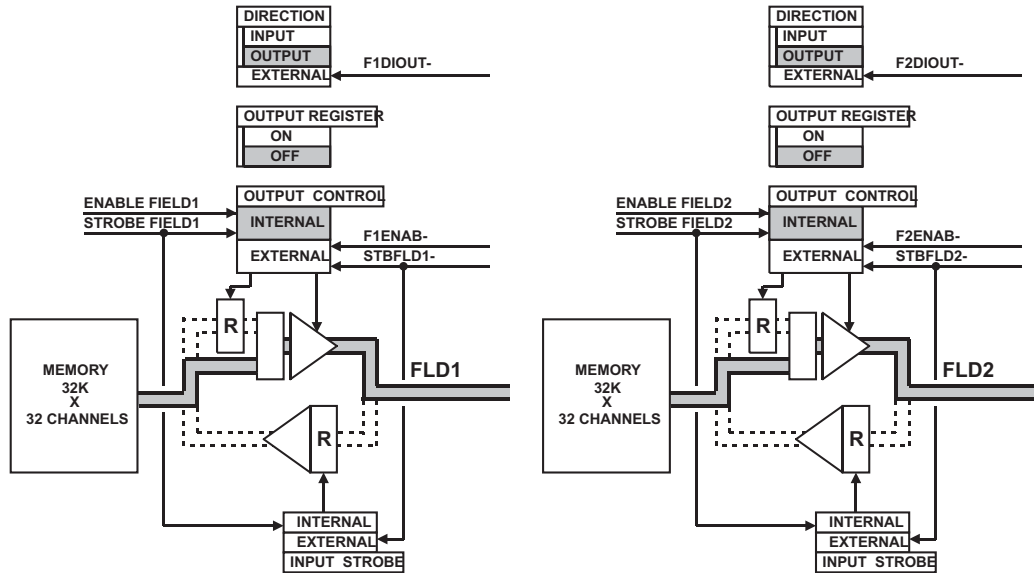 DIRECTION
INPUT
OUTPUT
EXTERNAL
F1DIOUT-
OUTPUT REGISTER
ON
OFF
OUTPUT CONTROL
ENABLE FIELD1
STROBE FIELD1
INTERNAL
EXTERNAL
F1ENAB-
STBFLD1-
R
MEMORY
32K
X
32 CHANNELS
FLD1
R
INTERNAL
EXTERNAL
INPUT STROBE
DIRECTION
INPUT
OUTPUT
EXTERNAL
F2DIOUT-
OUTPUT REGISTER
ON
OFF
OUTPUT CONTROL
ENABLE FIELD2
STROBE FIELD2
INTERNAL
EXTERNAL
F2ENAB-
STBFLD2-
R
MEMORY
32K
X
32 CHANNELS
FLD2
R
INTERNAL
EXTERNAL
INPUT STROBE